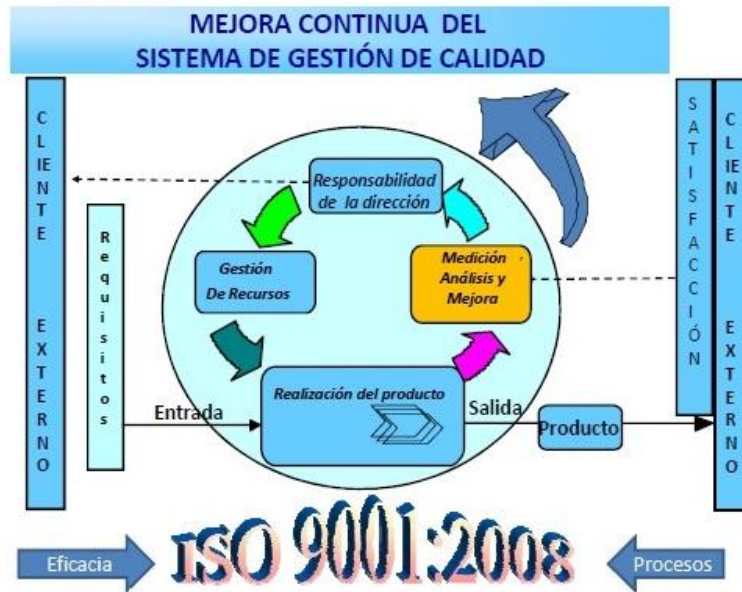 MEJORA CONTINUA DEL
SISTEMA DE GESTIÓN DE CALIDAD
CLIENTE EXTERNO
Requisitos
Responsabilidad
de la dirección
Gestión
De Recursos
Medición ,
Análisis y
Mejora
Realización del producto
Entrada
Salida
Producto
SATISFACCIÓN
CLIENTE EXTERNO
Eficacia
ISO 9001:2008
Procesos